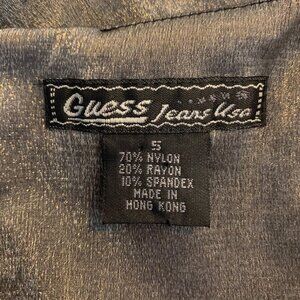 Guess Jeans USA
S
70% NYLON
20% RAYON
10% SPANDEX
MADE IN
HONG KONG